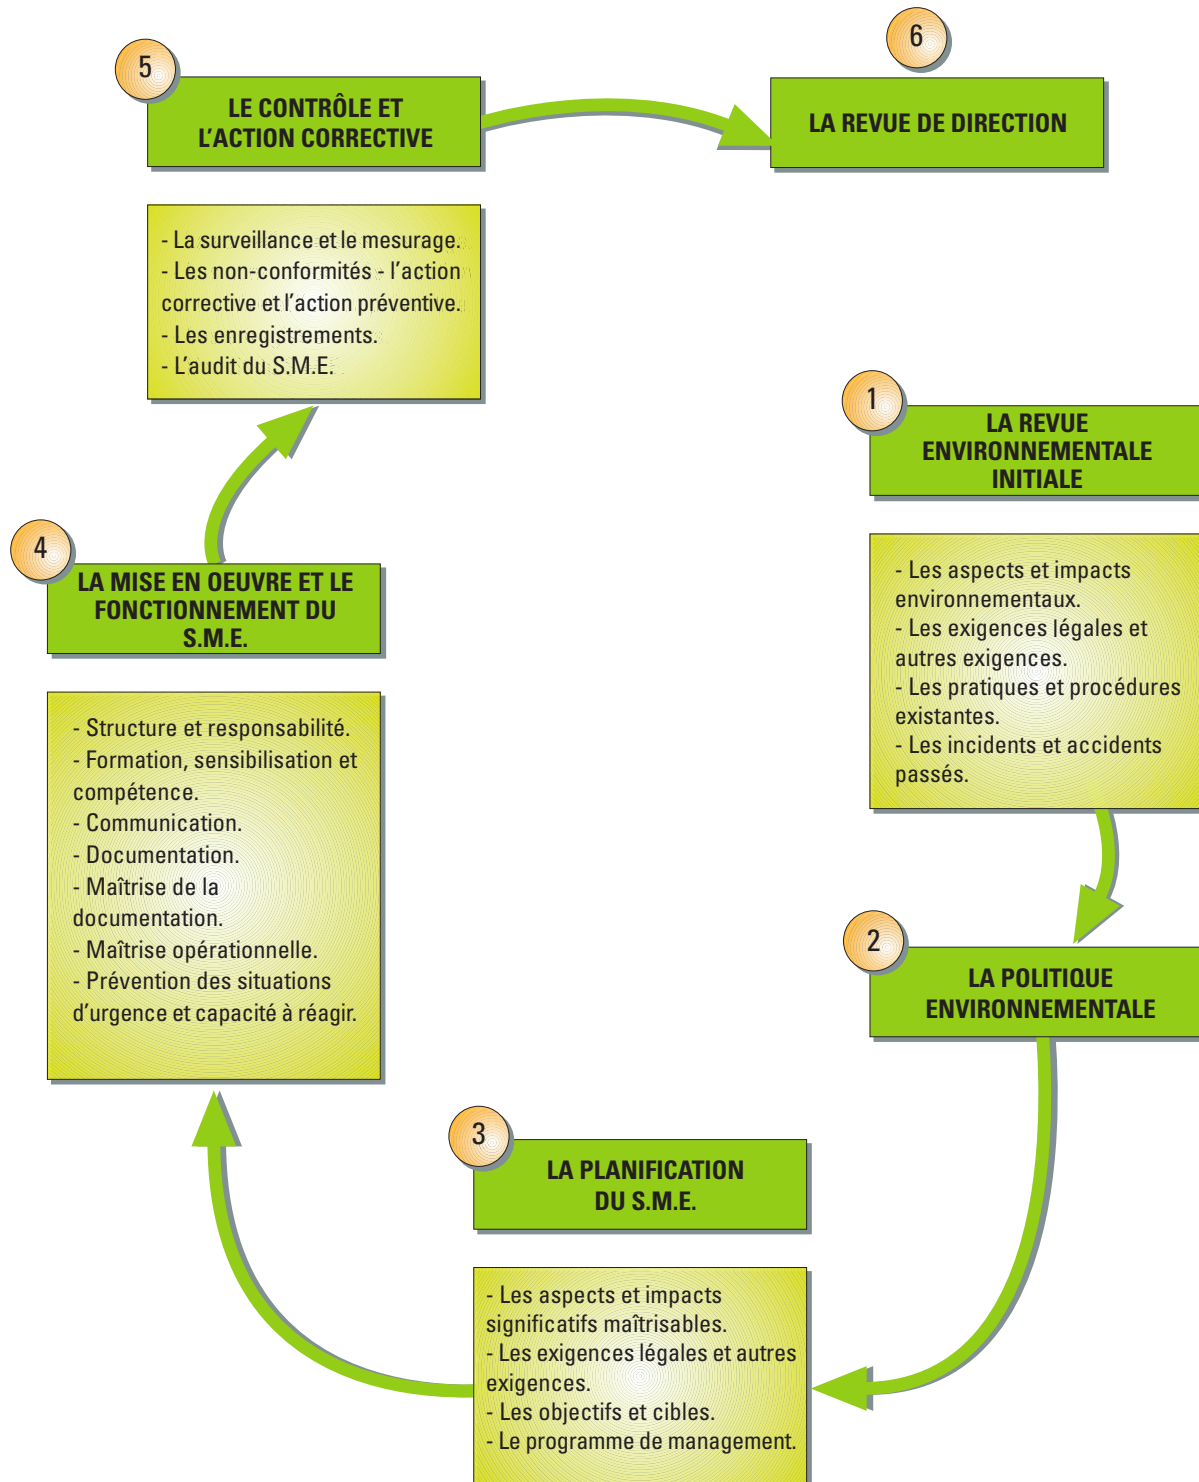 5
LE CONTRÔLE ET
L'ACTION CORRECTIVE
- La surveillance et le mesurage.
- Les non-conformités - l'action
corrective et l'action préventive.
- Les enregistrements.
- L'audit du S.M.E.
6
LA REVUE DE DIRECTION
1
LA REVUE
ENVIRONNEMENTALE
INITIALE
- Les aspects et impacts
environnementaux.
- Les exigences légales et
autres exigences.
- Les pratiques et procédures
existantes.
- Les incidents et accidents
passés.
4
LA MISE EN OEUVRE ET LE
FONCTIONNEMENT DU
S.M.E.
- Structure et responsabilité.
- Formation, sensibilisation et
compétence.
- Communication.
- Documentation.
- Maîtrise de la
documentation.
- Maîtrise opérationnelle.
- Prévention des situations
d'urgence et capacité à réagir.
2
LA POLITIQUE
ENVIRONNEMENTALE
3
LA PLANIFICATION
DU S.M.E.
- Les aspects et impacts
significatifs maîtrisables.
- Les exigences légales et autres
exigences.
- Les objectifs et cibles.
- Le programme de management.